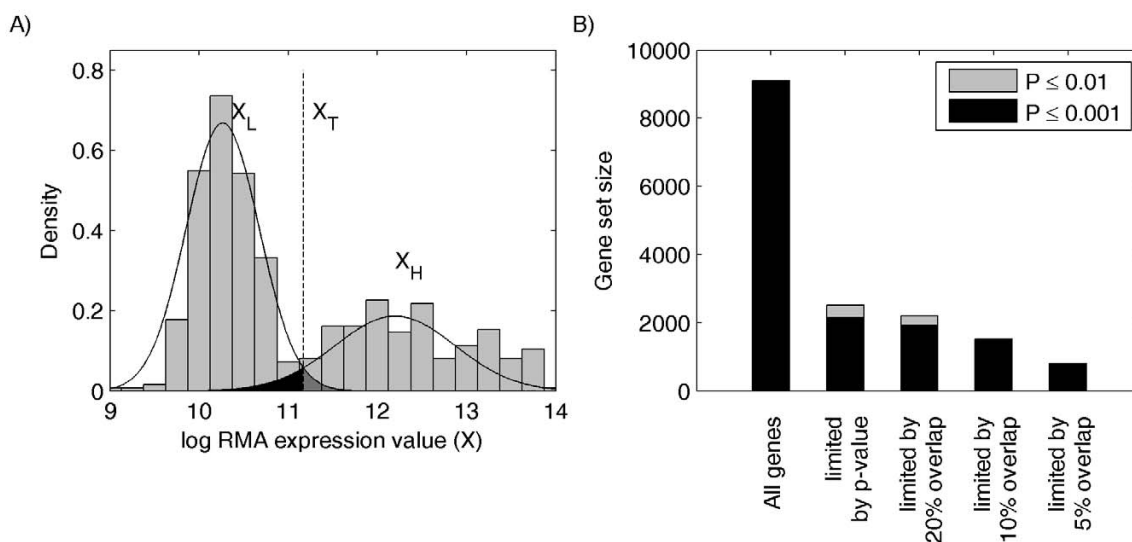 A)
0.8
0.6
0.4
0.2
0
Density
X_L
X_T
X_H
9 10 11 12 13 14
log RMA expression value (X)
B)
10000
8000
6000
4000
2000
0
Gene set size
P ≤ 0.01
P ≤ 0.001
All genes
limited
by p-value
limited by
20% overlap
limited by
10% overlap
limited by
5% overlap